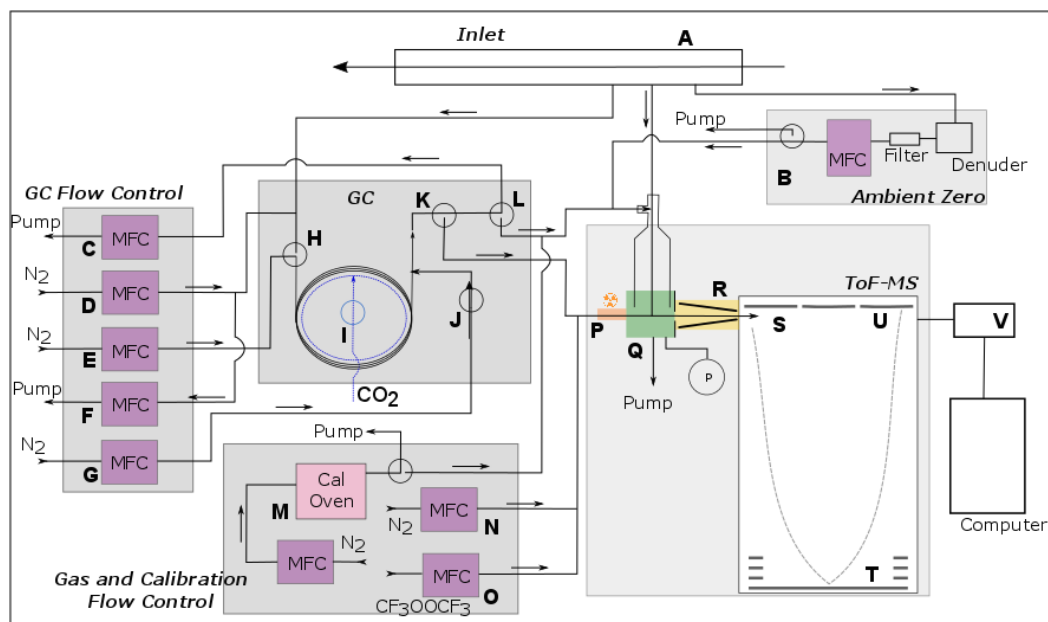 Inlet
A
Pump
MFC
Filter
Denuder
B
Ambient Zero
GC Flow Control
Pump
C
MFC
N2
D
MFC
N2
E
MFC
Pump
F
MFC
N2
G
MFC
GC
K
L
H
I
J
CO2
ToF-MS
P
Q
R
S
U
T
P
Pump
V
Computer
Pump
Cal
Oven
M
N2
MFC
N2
MFC
N
MFC
O
CF3OOCF3
Gas and Calibration
Flow Control